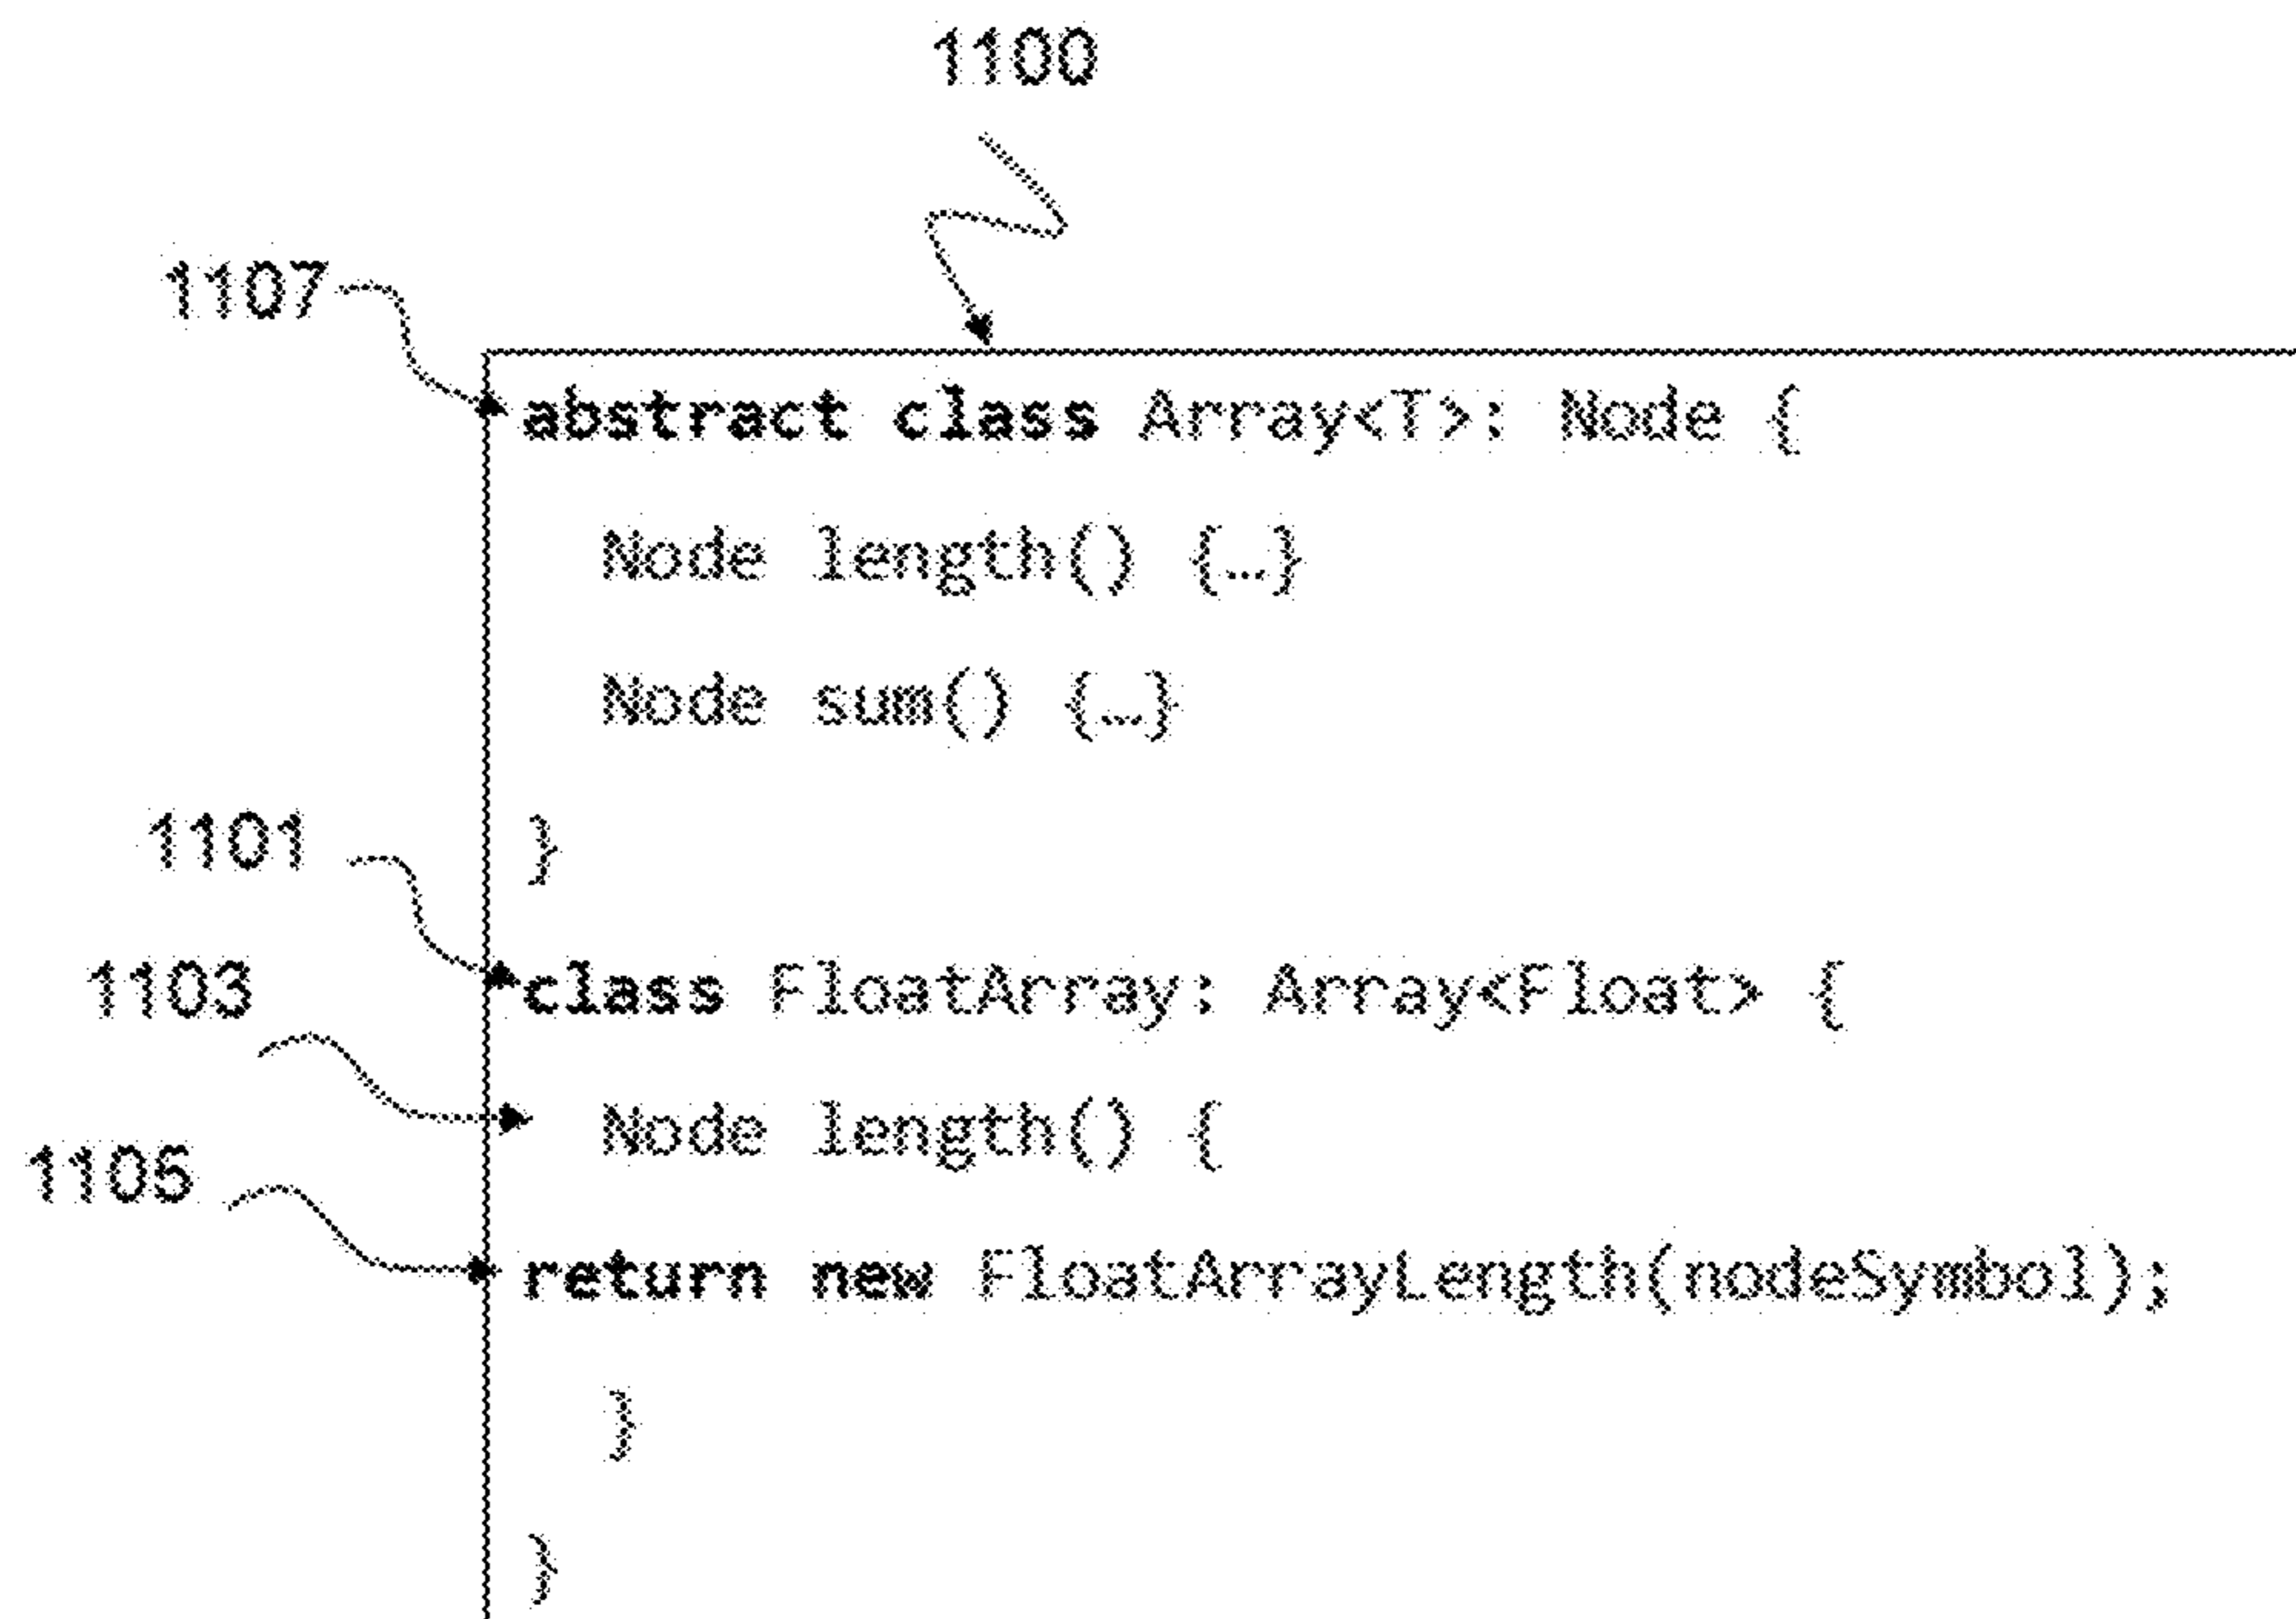 1100
1107
abstract class Array<T>: Node {
Node length() {…}
Node sum() {…}
}
1101
class FloatArray: Array<Float> {
1103
Node length() {
1105
return new FloatArrayLength(nodeSymbol);
}
}